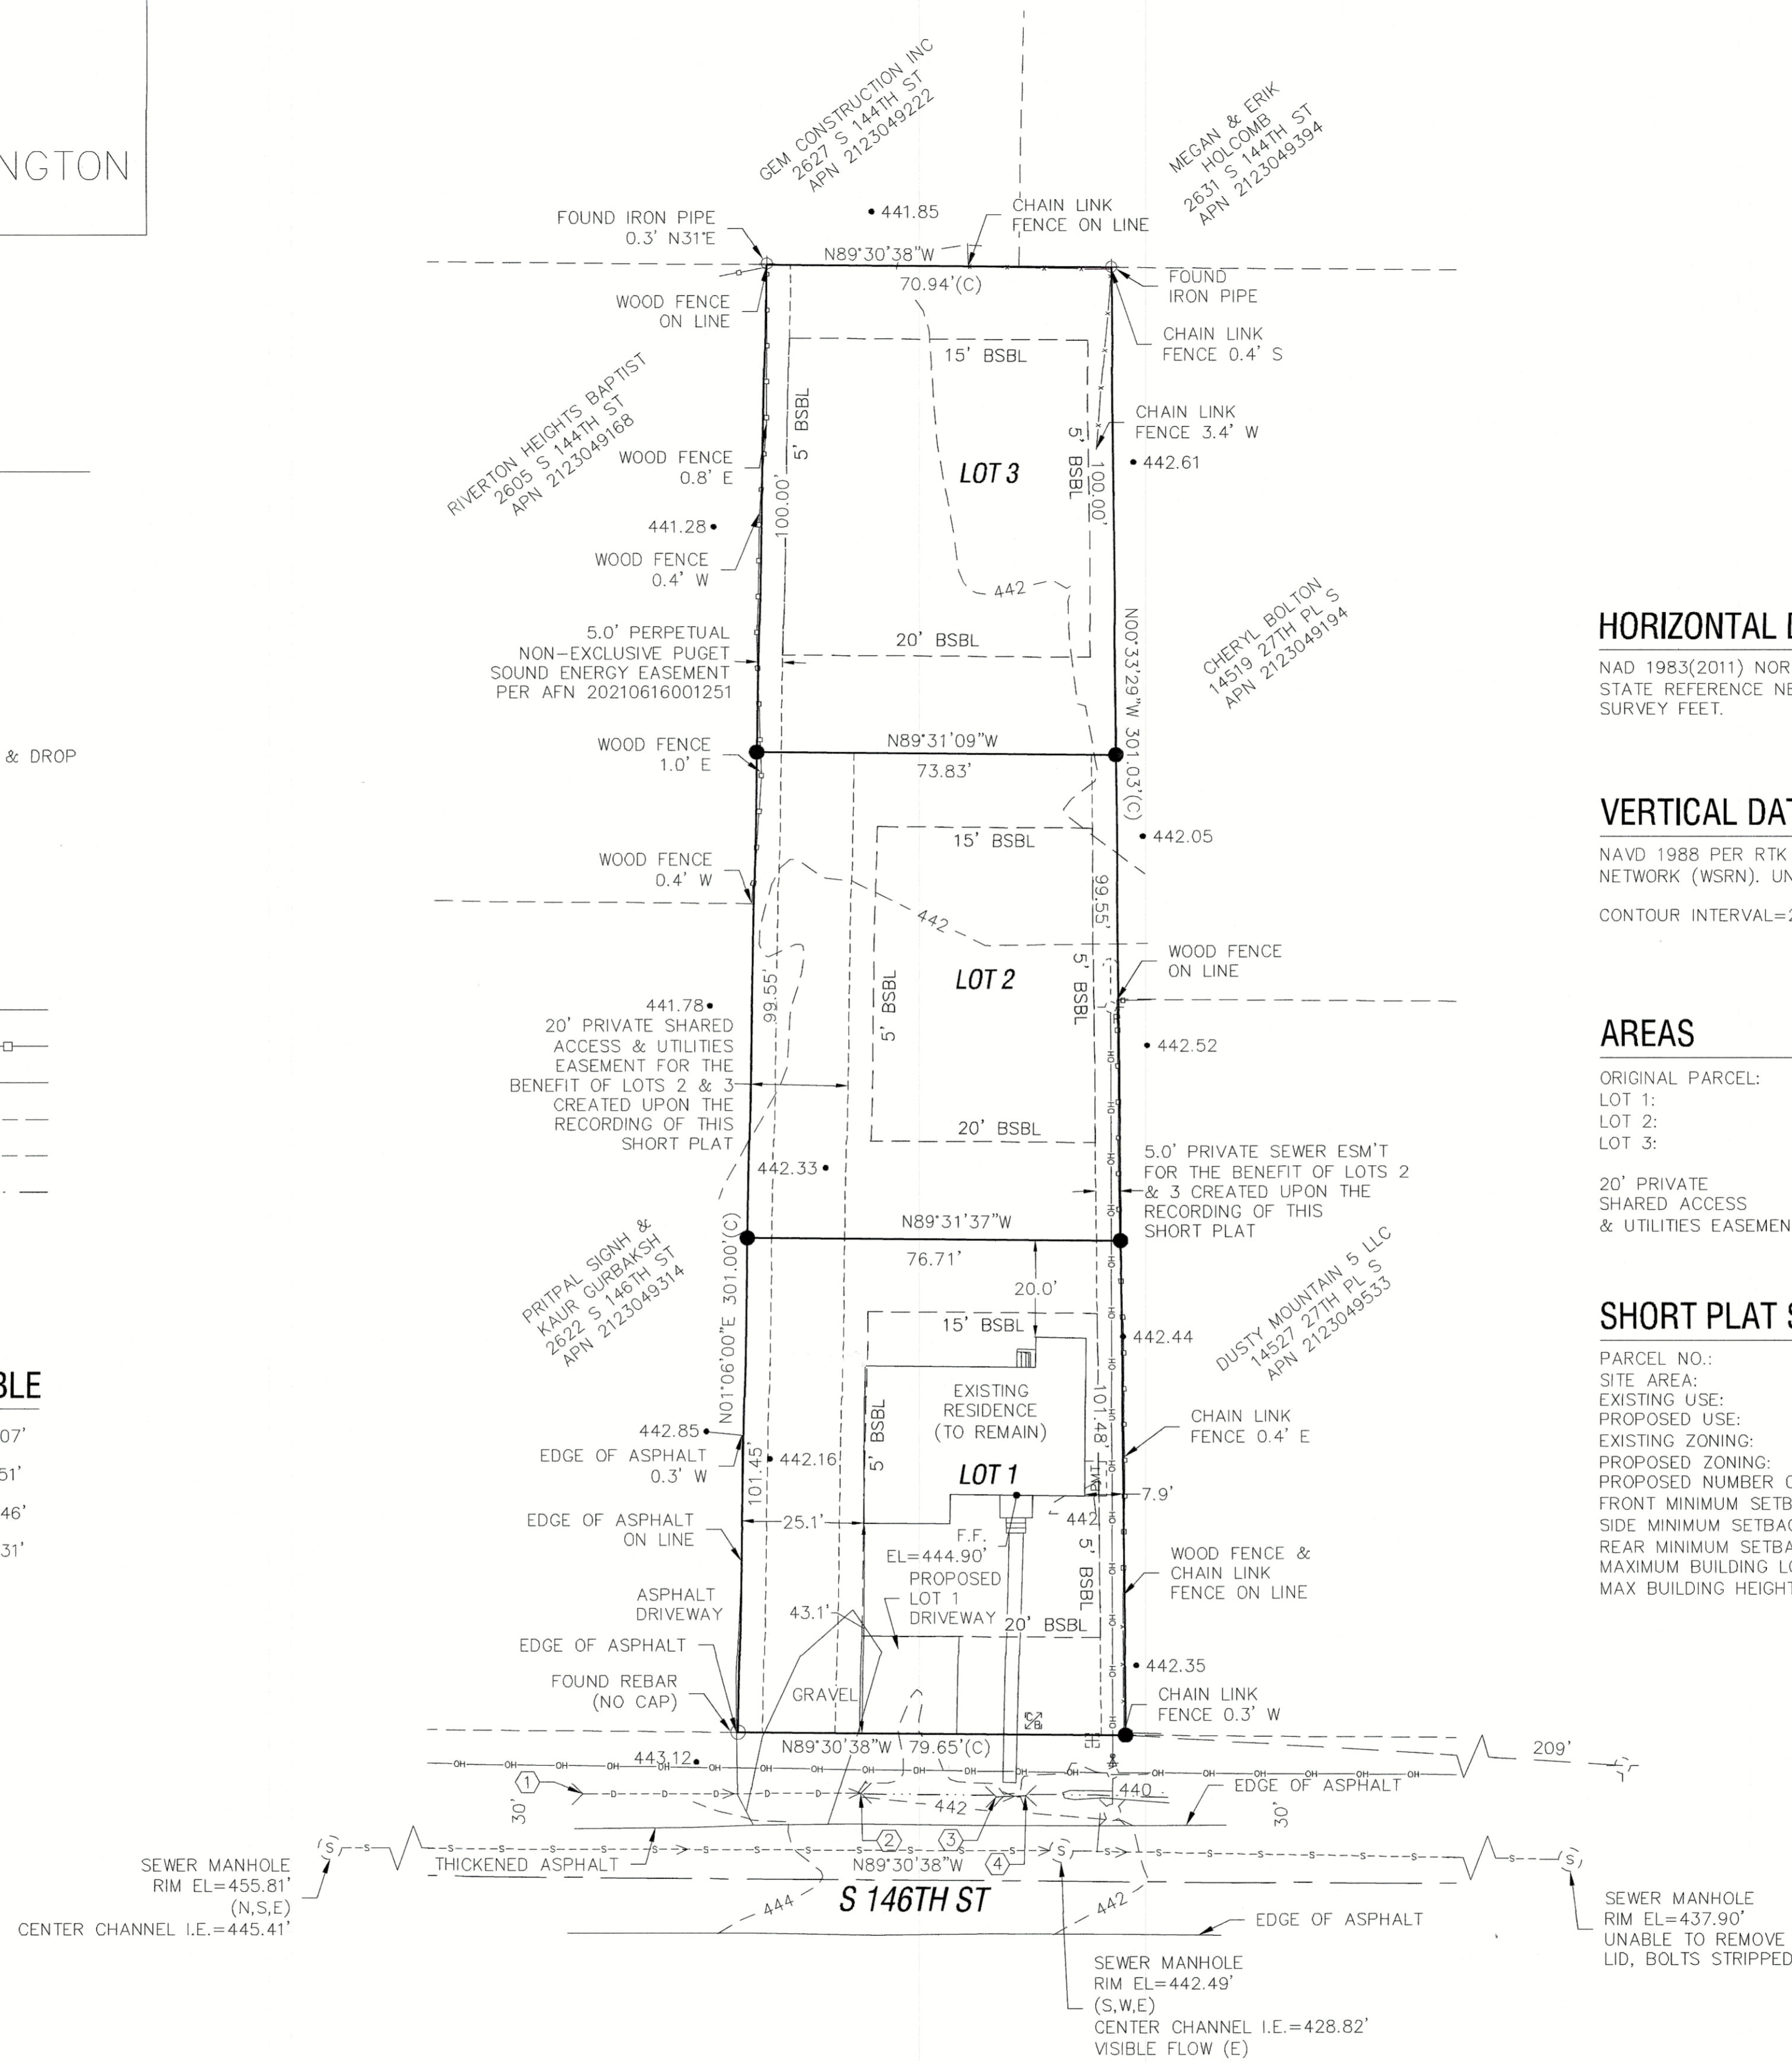 NGTON
GEM CONSTRUCTION INC
2627 S 144TH ST
APN 2123049222
MEGAN & ERIK
HOLCOMB
2631 S 144TH ST
APN 2123049394
441.85
CHAIN LINK
FENCE ON LINE
FOUND IRON PIPE
0.3' N31°E
N89°30'38"W
70.94'(C)
FOUND
IRON PIPE
WOOD FENCE
ON LINE
CHAIN LINK
FENCE 0.4' S
15' BSBL
RIVERTON HEIGHTS BAPTIST
2605 S 144TH ST
APN 2123049168
5' BSBL
CHAIN LINK
FENCE 3.4' W
5' BSBL
442.61
WOOD FENCE
0.8' E
LOT 3
100.00'
100.00'
441.28
WOOD FENCE
0.4' W
442
5.0' PERPETUAL
NON-EXCLUSIVE PUGET
SOUND ENERGY EASEMENT
PER AFN 20210616001251
20' BSBL
N00°33'29"W 301.03'(C)
CHERYL BOLTON
14519 27TH PL S
APN 2123049194
HORIZONTAL D
NAD 1983(2011) NOR
STATE REFERENCE NE
SURVEY FEET.
& DROP
WOOD FENCE
1.0' E
N89°31'09"W
73.83'
15' BSBL
442.05
VERTICAL DAT
NAVD 1988 PER RTK
NETWORK (WSRN). UN
CONTOUR INTERVAL=2
WOOD FENCE
0.4' W
442
99.55'
WOOD FENCE
ON LINE
99.55'
LOT 2
5' BSBL
5' BSBL
441.78
442.52
20' PRIVATE SHARED
ACCESS & UTILITIES
EASEMENT FOR THE
BENEFIT OF LOTS 2 & 3
CREATED UPON THE
RECORDING OF THIS
SHORT PLAT
AREAS
ORIGINAL PARCEL:
LOT 1:
LOT 2:
LOT 3:
20' PRIVATE
SHARED ACCESS
& UTILITIES EASEMEN
20' BSBL
442.33
5.0' PRIVATE SEWER ESM'T
FOR THE BENEFIT OF LOTS 2
& 3 CREATED UPON THE
RECORDING OF THIS
SHORT PLAT
N89°31'37"W
76.71'
20.0'
PRITPAL SIGNH &
KAUR GURBAKSH
2622 S 146TH ST
APN 2123049314
N01°06'00"E 301.00'(C)
DUSTY MOUNTAIN 5 LLC
14527 27TH PL S
APN 2123049533
15' BSBL
442.44
SHORT PLAT S
PARCEL NO.:
SITE AREA:
EXISTING USE:
PROPOSED USE:
EXISTING ZONING:
PROPOSED ZONING:
PROPOSED NUMBER O
FRONT MINIMUM SETB
SIDE MINIMUM SETBAC
REAR MINIMUM SETBA
MAXIMUM BUILDING LO
MAX BUILDING HEIGHT
BLE
07'
51'
46'
31'
EXISTING
RESIDENCE
(TO REMAIN)
5' BSBL
101.48'
CHAIN LINK
FENCE 0.4' E
442.85
EDGE OF ASPHALT
0.3' W
442.16
101.45'
LOT 1
7.9'
EDGE OF ASPHALT
ON LINE
25.1'
442
F.F.
EL=444.90'
5' BSBL
WOOD FENCE &
CHAIN LINK
FENCE ON LINE
PROPOSED
LOT 1
DRIVEWAY
ASPHALT
DRIVEWAY
43.1'
20' BSBL
EDGE OF ASPHALT
442.35
FOUND REBAR
(NO CAP)
GRAVEL
CHAIN LINK
FENCE 0.3' W
N89°30'38"W
79.65'(C)
443.12
209'
1
30'
442
440
EDGE OF ASPHALT
30'
2
3
4
THICKENED ASPHALT
N89°30'38"W
S 146TH ST
444
442
EDGE OF ASPHALT
SEWER MANHOLE
RIM EL=455.81'
(N,S,E)
CENTER CHANNEL I.E.=445.41'
SEWER MANHOLE
RIM EL=442.49'
(S,W,E)
CENTER CHANNEL I.E.=428.82'
VISIBLE FLOW (E)
SEWER MANHOLE
RIM EL=437.90'
UNABLE TO REMOVE
LID, BOLTS STRIPPED